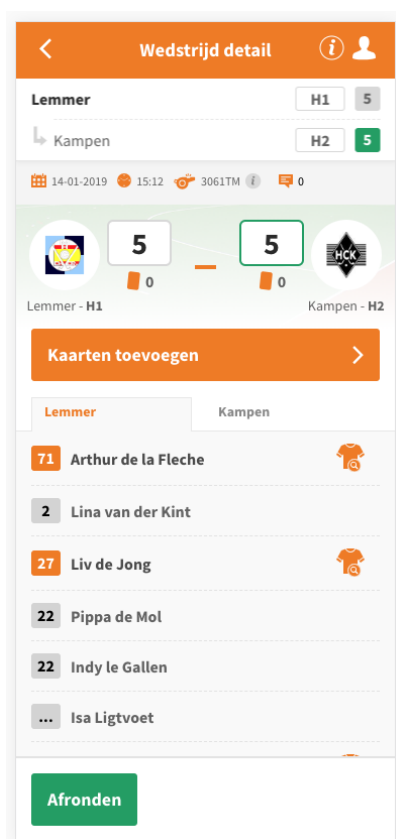 Wedstrijd detail i
Lemmer H1 5
Kampen H2 5
14-01-2019 15:12 3061TM i 0
5 – 5
HCK
0 0
Lemmer - H1 Kampen - H2
Kaarten toevoegen
Lemmer Kampen
71 Arthur de la Fleche
2 Lina van der Kint
27 Liv de Jong
22 Pippa de Mol
22 Indy le Gallen
... Isa Ligtvoet
Afronden